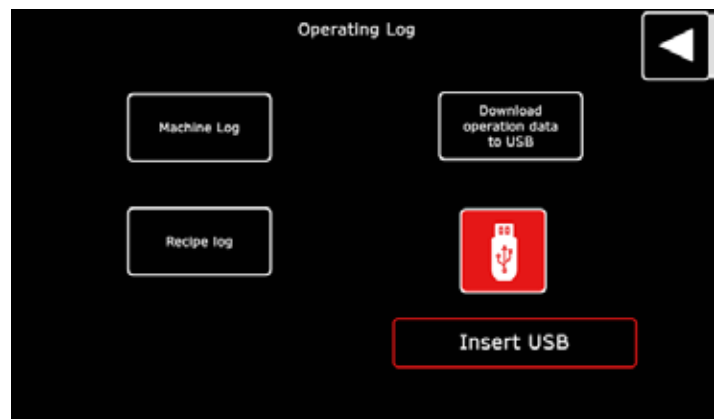 Operating Log
Machine Log
Download
operation data
to USB
Recipe log
Insert USB